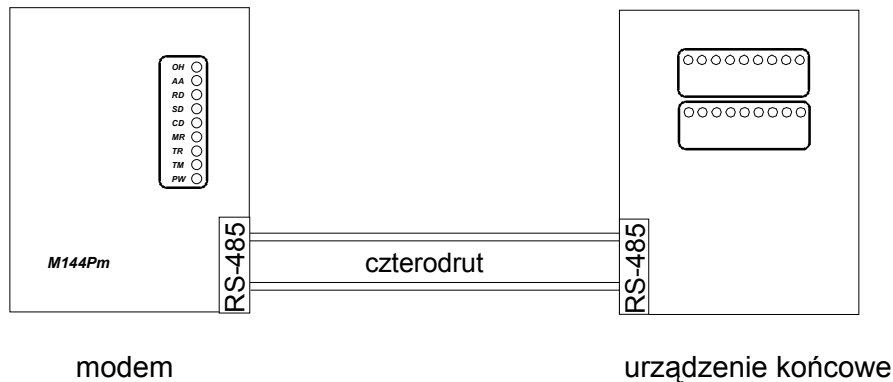 OH
AA
RD
SD
CD
MR
TR
TM
PW
M144Pm
RS-485
czterodrut
RS-485
modem
urządzenie końcowe